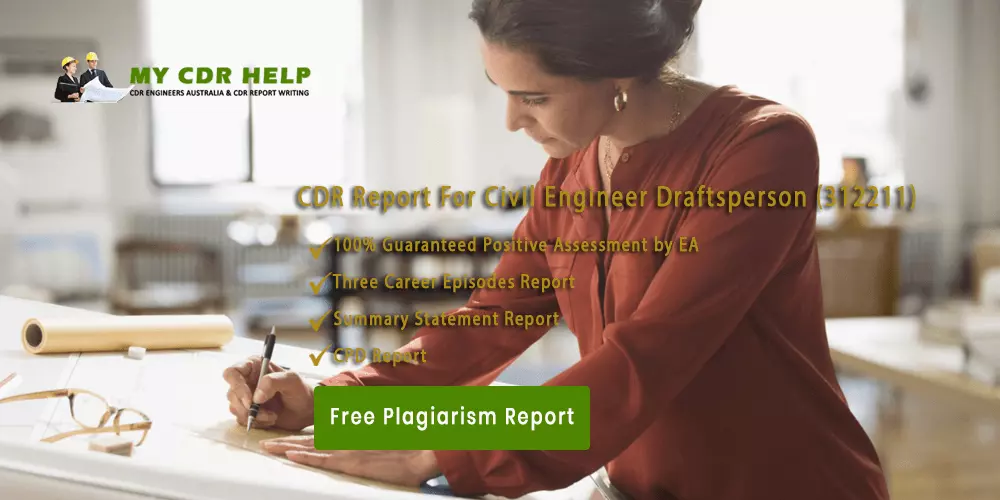 MY CDR HELP
CDR ENGINEERS AUSTRALIA & CDR REPORT WRITING
CDR Report For Civil Engineer Draftsperson (312211)
100% Guaranteed Positive Assessment by EA
Three Career Episodes Report
Summary Statement Report
CPD Report
Free Plagiarism Report